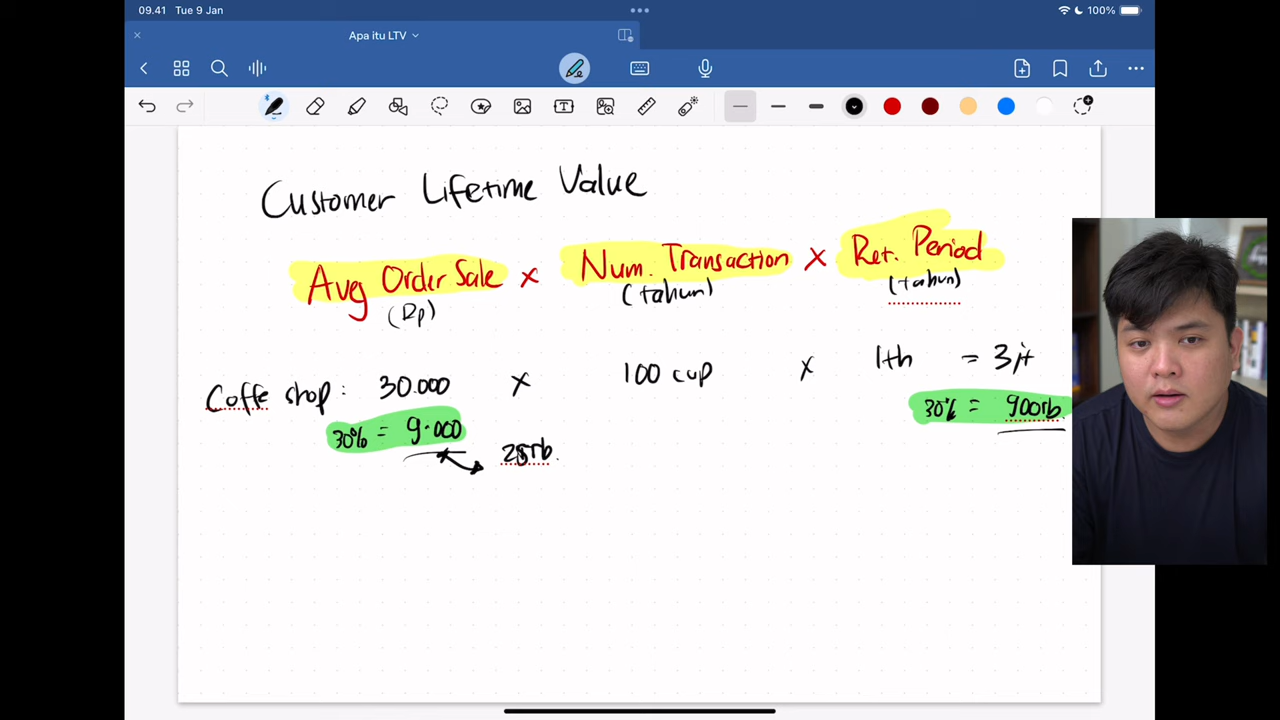 09.41 Tue 9 Jan
100%
Apa itu LTV
Customer Lifetime Value
Avg Order Sale x Num. Transaction x Ret. Period
(Rp) (tahun) (tahun)
Coffe shop: 30.000 x 100 cup x 1th = 3jt
30% = 9.000 30% = 900rb.
25rb.